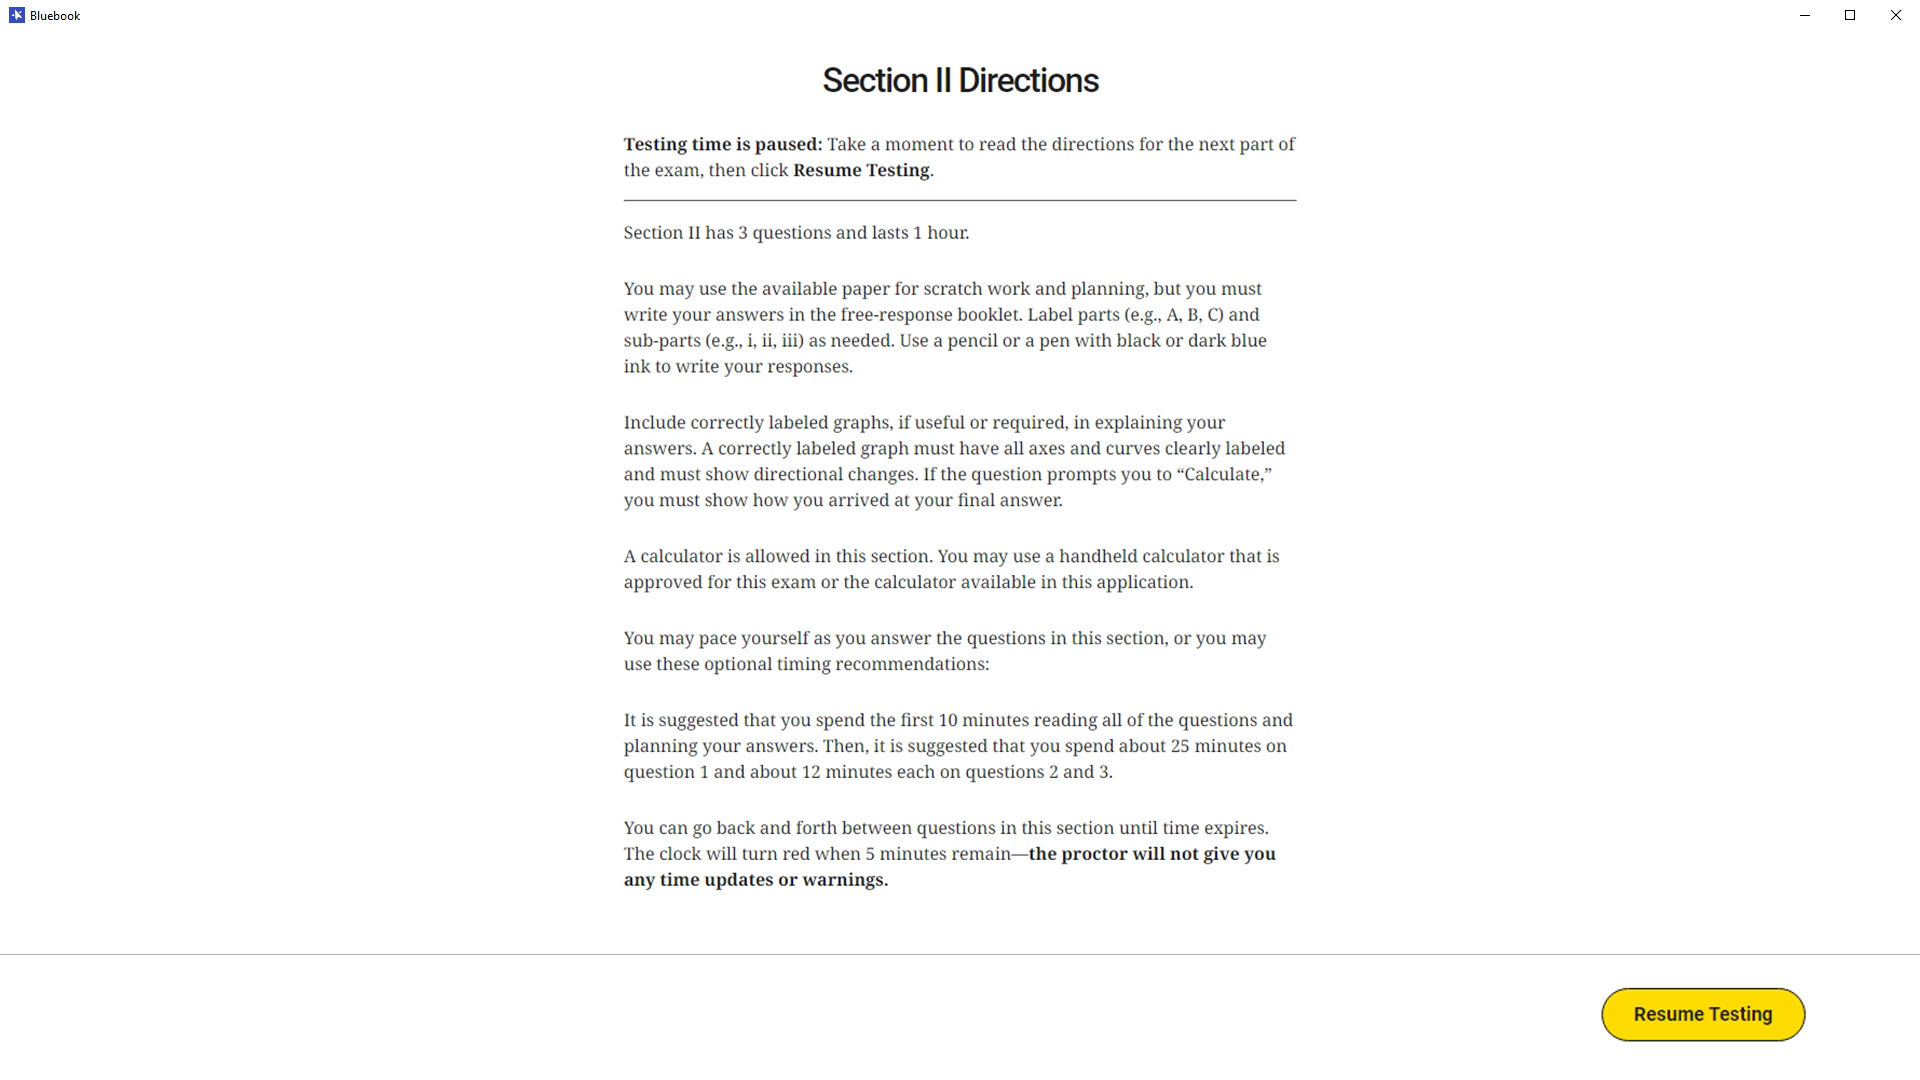 Bluebook
Section II Directions
Testing time is paused: Take a moment to read the directions for the next part of
the exam, then click Resume Testing.
Section II has 3 questions and lasts 1 hour.
You may use the available paper for scratch work and planning, but you must
write your answers in the free-response booklet. Label parts (e.g., A, B, C) and
sub-parts (e.g., i, ii, iii) as needed. Use a pencil or a pen with black or dark blue
ink to write your responses.
Include correctly labeled graphs, if useful or required, in explaining your
answers. A correctly labeled graph must have all axes and curves clearly labeled
and must show directional changes. If the question prompts you to “Calculate,”
you must show how you arrived at your final answer.
A calculator is allowed in this section. You may use a handheld calculator that is
approved for this exam or the calculator available in this application.
You may pace yourself as you answer the questions in this section, or you may
use these optional timing recommendations:
It is suggested that you spend the first 10 minutes reading all of the questions and
planning your answers. Then, it is suggested that you spend about 25 minutes on
question 1 and about 12 minutes each on questions 2 and 3.
You can go back and forth between questions in this section until time expires.
The clock will turn red when 5 minutes remain—the proctor will not give you
any time updates or warnings.
Resume Testing